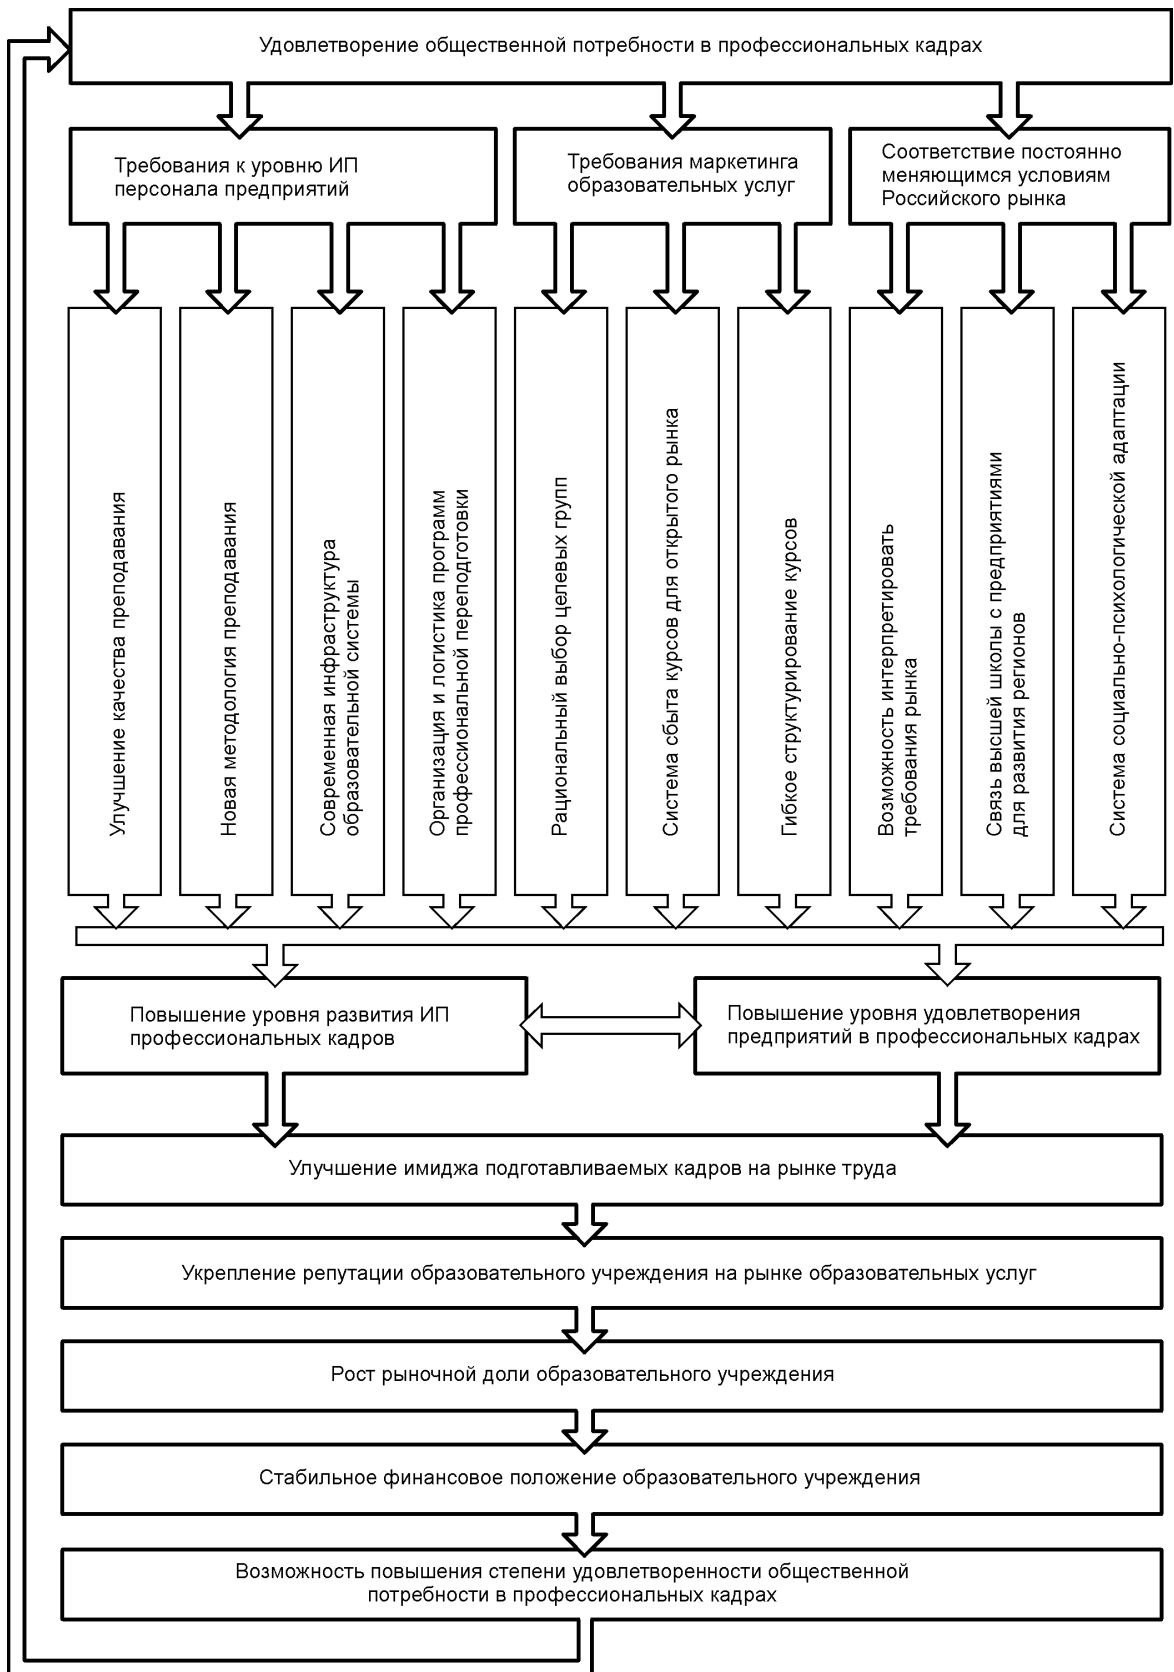 Удовлетворение общественной потребности в профессиональных кадрах
Требования к уровню ИП
персонала предприятий
Требования маркетинга
образовательных услуг
Соответствие постоянно
меняющимся условиям
Российского рынка
Улучшение качества преподавания
Новая методология преподавания
Современная инфраструктура
образовательной системы
Организация и логистика программ
профессиональной переподготовки
Рациональный выбор целевых групп
Система сбыта курсов для открытого рынка
Гибкое структурирование курсов
Возможность интерпретировать
требования рынка
Связь высшей школы с предприятиями
для развития регионов
Система социально-психологической адаптации
Повышение уровня развития ИП
профессиональных кадров
Повышение уровня удовлетворения
предприятий в профессиональных кадрах
Улучшение имиджа подготавливаемых кадров на рынке труда
Укрепление репутации образовательного учреждения на рынке образовательных услуг
Рост рыночной доли образовательного учреждения
Стабильное финансовое положение образовательного учреждения
Возможность повышения степени удовлетворенности общественной
потребности в профессиональных кадрах